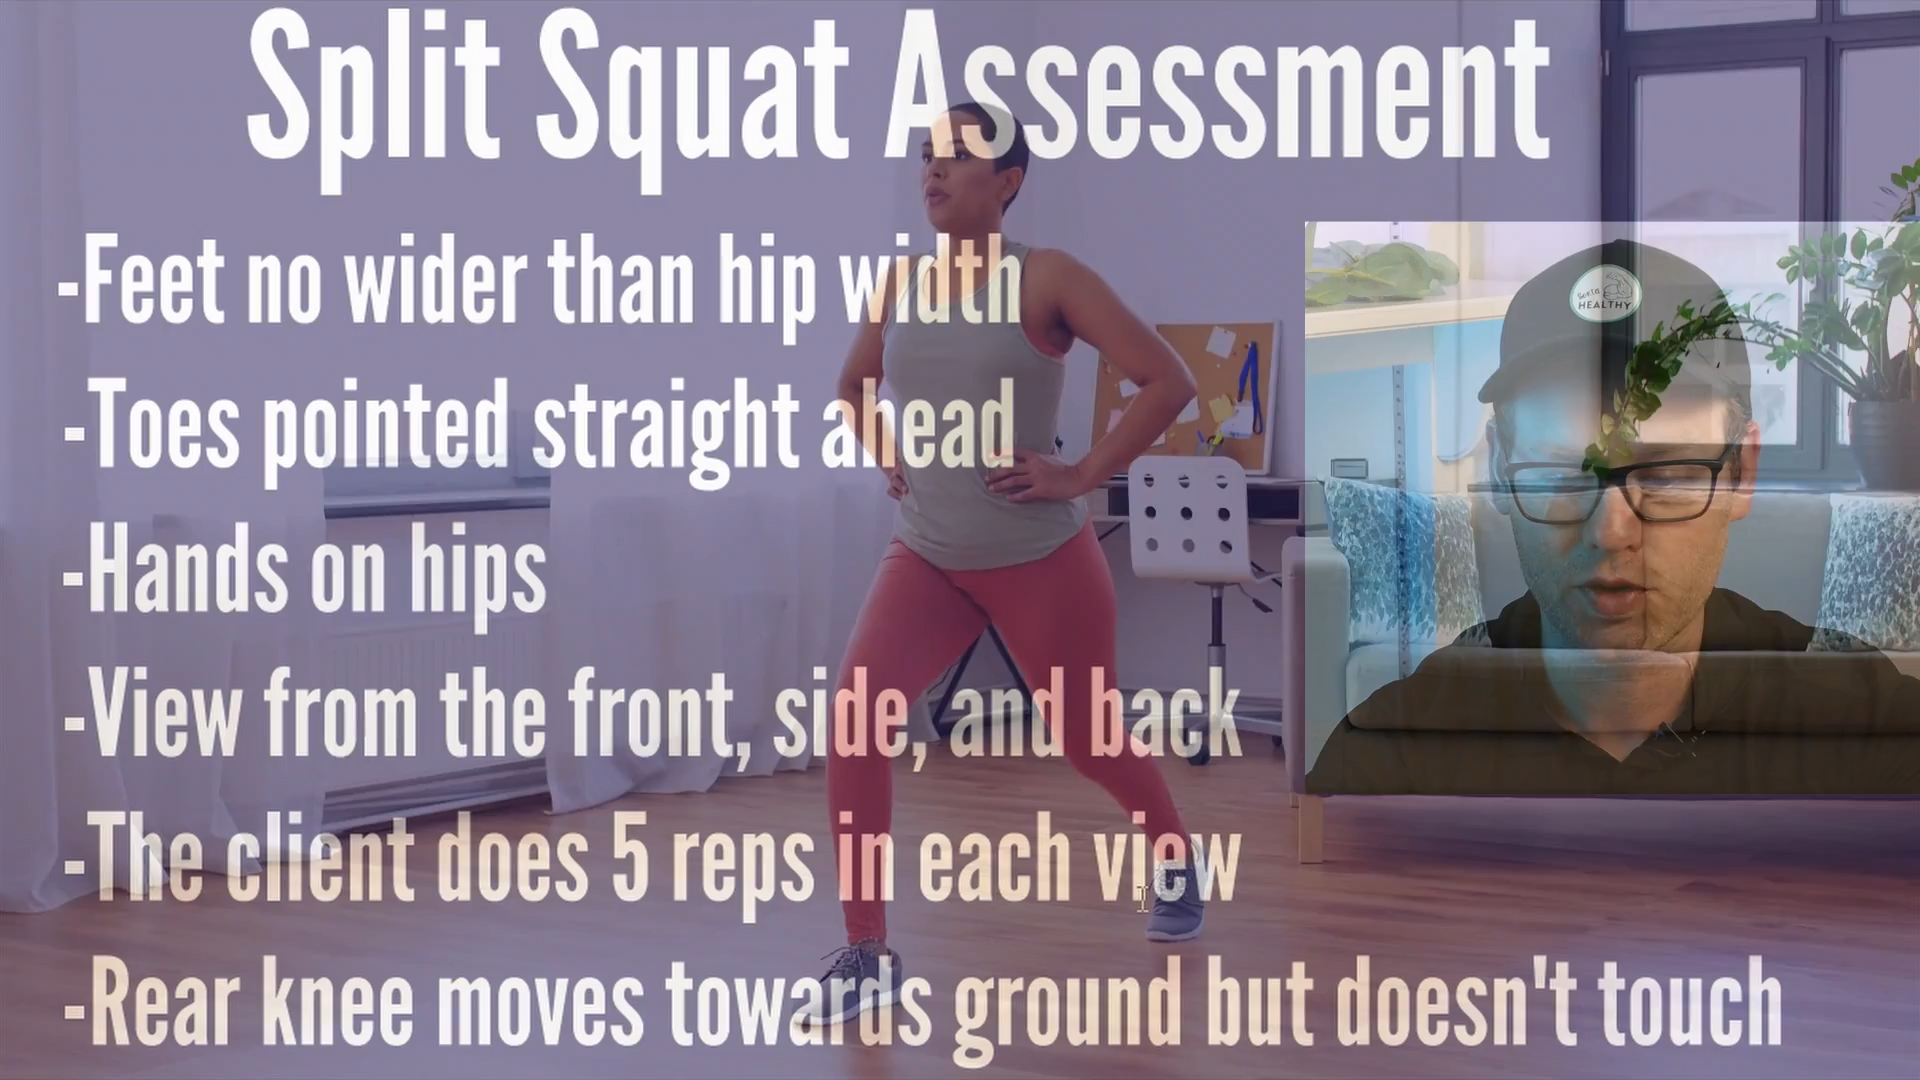 Split Squat Assessment
-Feet no wider than hip width
-Toes pointed straight ahead
-Hands on hips
-View from the front, side, and back
-The client does 5 reps in each view
-Rear knee moves towards ground but doesn't touch
HEALTHY